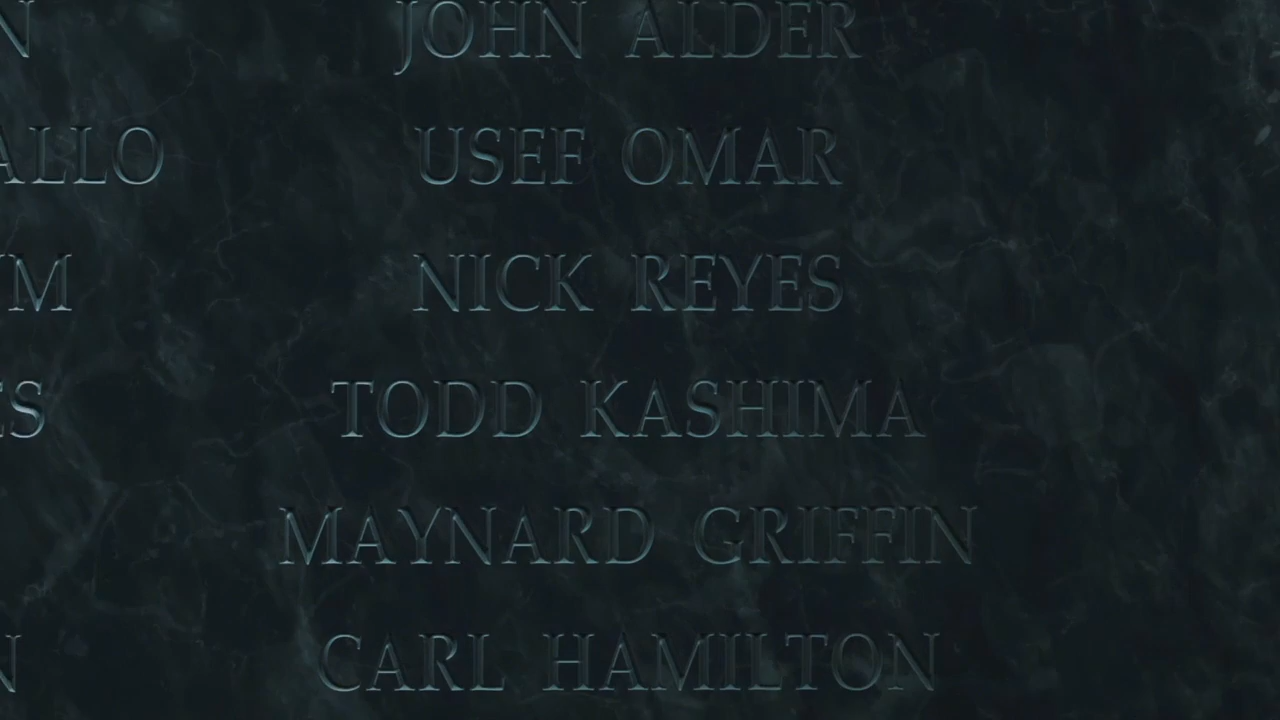 JOHN ALDER
USEF OMAR
NICK REYES
TODD KASHIMA
MAYNARD GRIFFIN
CARL HAMILTON